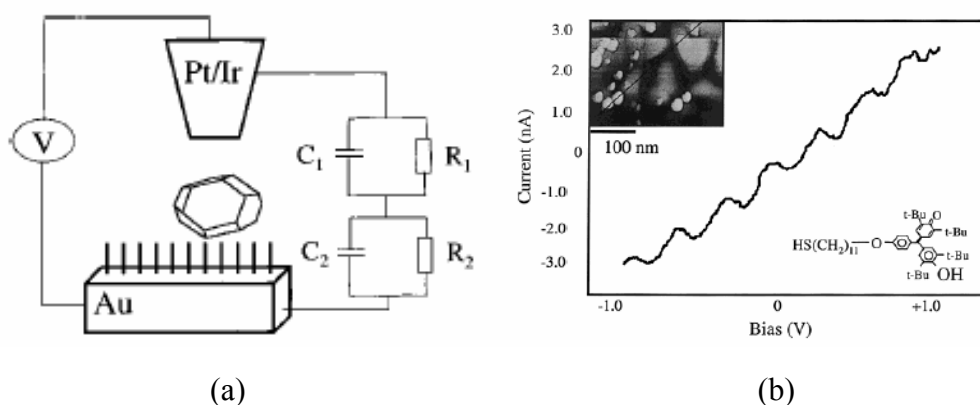 Pt/Ir
V
C1
R1
C2
R2
Au
(a)
Current (nA)
3.0
2.0
1.0
0
-1.0
-2.0
-3.0
100 nm
t-Bu
O
t-Bu
HS(CH2)11
O
t-Bu
t-Bu
OH
-1.0
0
+1.0
Bias (V)
(b)